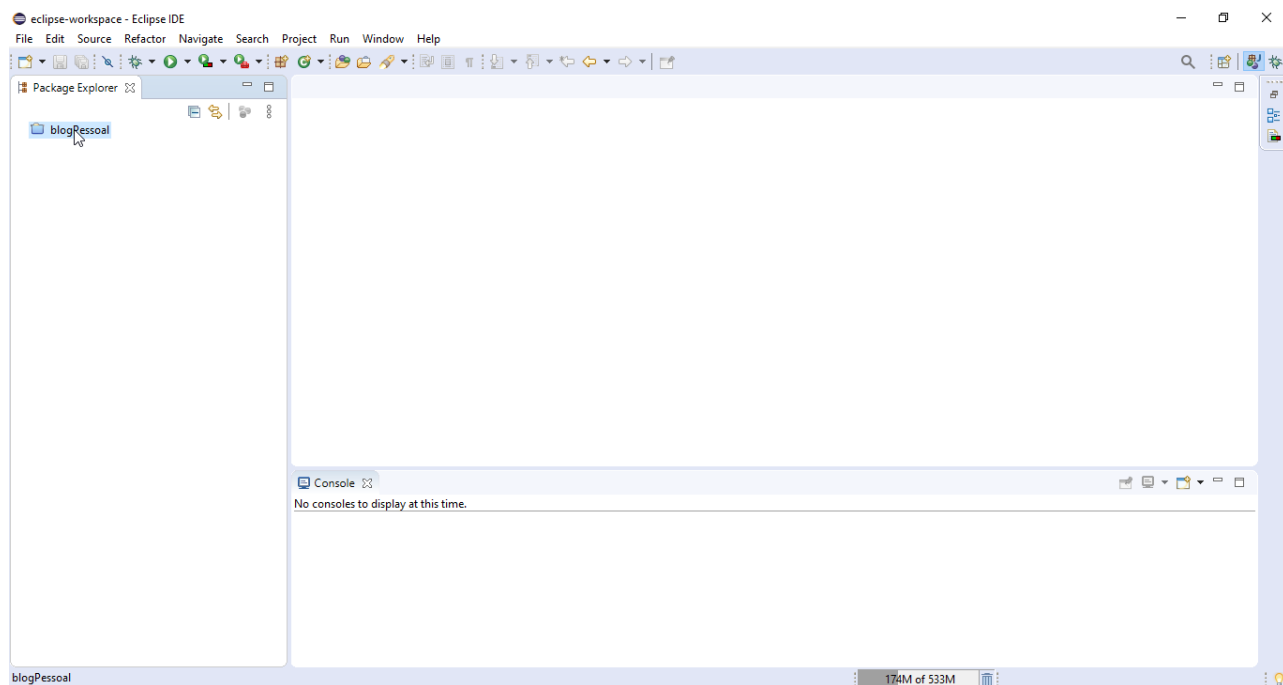 eclipse-workspace - Eclipse IDE
File Edit Source Refactor Navigate Search Project Run Window Help
Package Explorer
blogPessoal
Console
No consoles to display at this time.
blogPessoal
174M of 533M